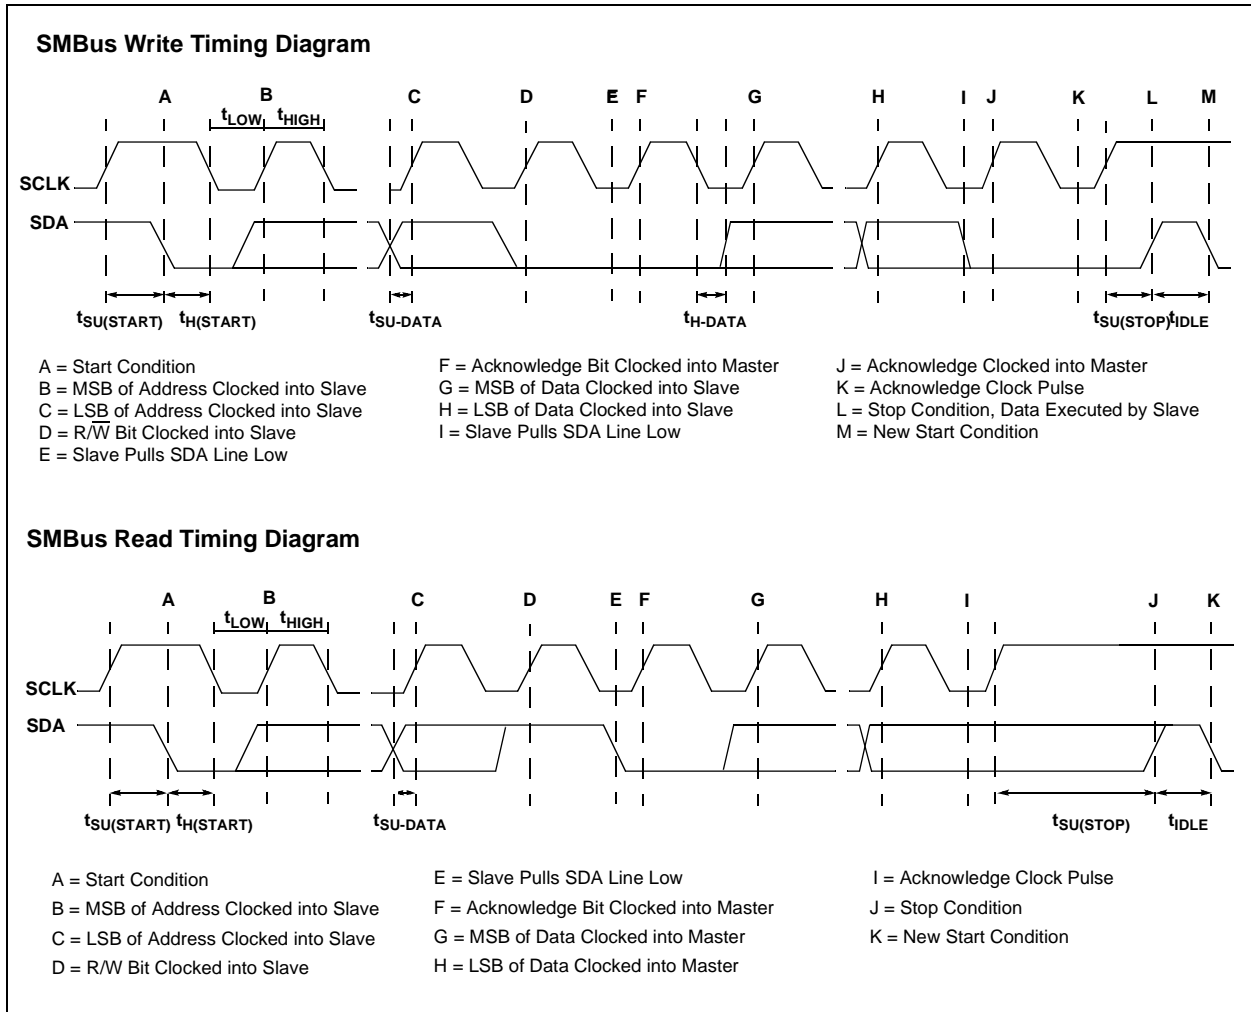 SMBus Write Timing Diagram
A B C D E F G H I J K L M
tLOW tHIGH
SCLK
SDA
tSU(START) tH(START) tSU-DATA tH-DATA tSU(STOP) tIDLE
A = Start Condition
B = MSB of Address Clocked into Slave
C = LSB of Address Clocked into Slave
D = R/W̅ Bit Clocked into Slave
E = Slave Pulls SDA Line Low
F = Acknowledge Bit Clocked into Master
G = MSB of Data Clocked into Slave
H = LSB of Data Clocked into Slave
I = Slave Pulls SDA Line Low
J = Acknowledge Clocked into Master
K = Acknowledge Clock Pulse
L = Stop Condition, Data Executed by Slave
M = New Start Condition
SMBus Read Timing Diagram
A B C D E F G H I J K
tLOW tHIGH
SCLK
SDA
tSU(START) tH(START) tSU-DATA tSU(STOP) tIDLE
A = Start Condition
B = MSB of Address Clocked into Slave
C = LSB of Address Clocked into Slave
D = R/W Bit Clocked into Slave
E = Slave Pulls SDA Line Low
F = Acknowledge Bit Clocked into Master
G = MSB of Data Clocked into Master
H = LSB of Data Clocked into Master
I = Acknowledge Clock Pulse
J = Stop Condition
K = New Start Condition